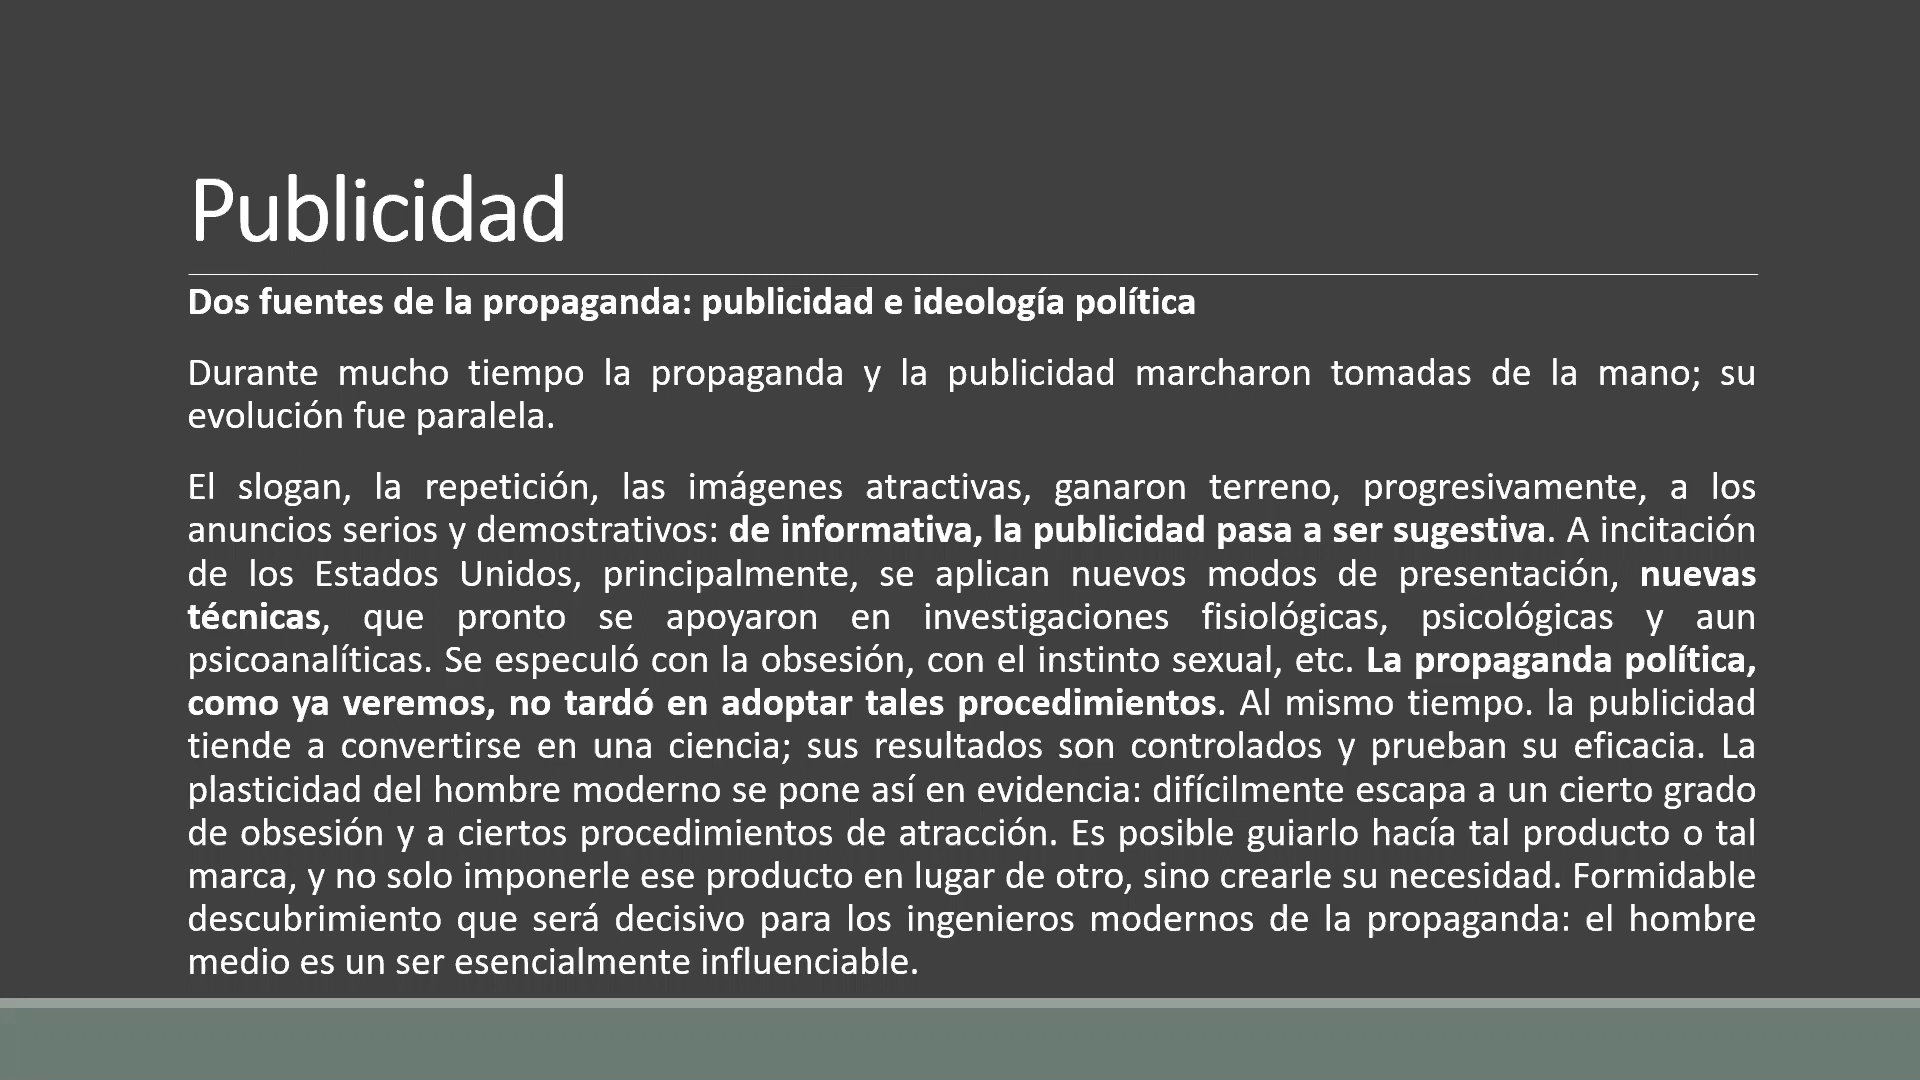 Publicidad
Dos fuentes de la propaganda: publicidad e ideología política
Durante mucho tiempo la propaganda y la publicidad marcharon tomadas de la mano; su
evolución fue paralela.
El slogan, la repetición, las imágenes atractivas, ganaron terreno, progresivamente, a los
anuncios serios y demostrativos: de informativa, la publicidad pasa a ser sugestiva. A incitación
de los Estados Unidos, principalmente, se aplican nuevos modos de presentación, nuevas
técnicas, que pronto se apoyaron en investigaciones fisiológicas, psicológicas y aun
psicoanalíticas. Se especuló con la obsesión, con el instinto sexual, etc. La propaganda política,
como ya veremos, no tardó en adoptar tales procedimientos. Al mismo tiempo. la publicidad
tiende a convertirse en una ciencia; sus resultados son controlados y prueban su eficacia. La
plasticidad del hombre moderno se pone así en evidencia: difícilmente escapa a un cierto grado
de obsesión y a ciertos procedimientos de atracción. Es posible guiarlo hacía tal producto o tal
marca, y no solo imponerle ese producto en lugar de otro, sino crearle su necesidad. Formidable
descubrimiento que será decisivo para los ingenieros modernos de la propaganda: el hombre
medio es un ser esencialmente influenciable.